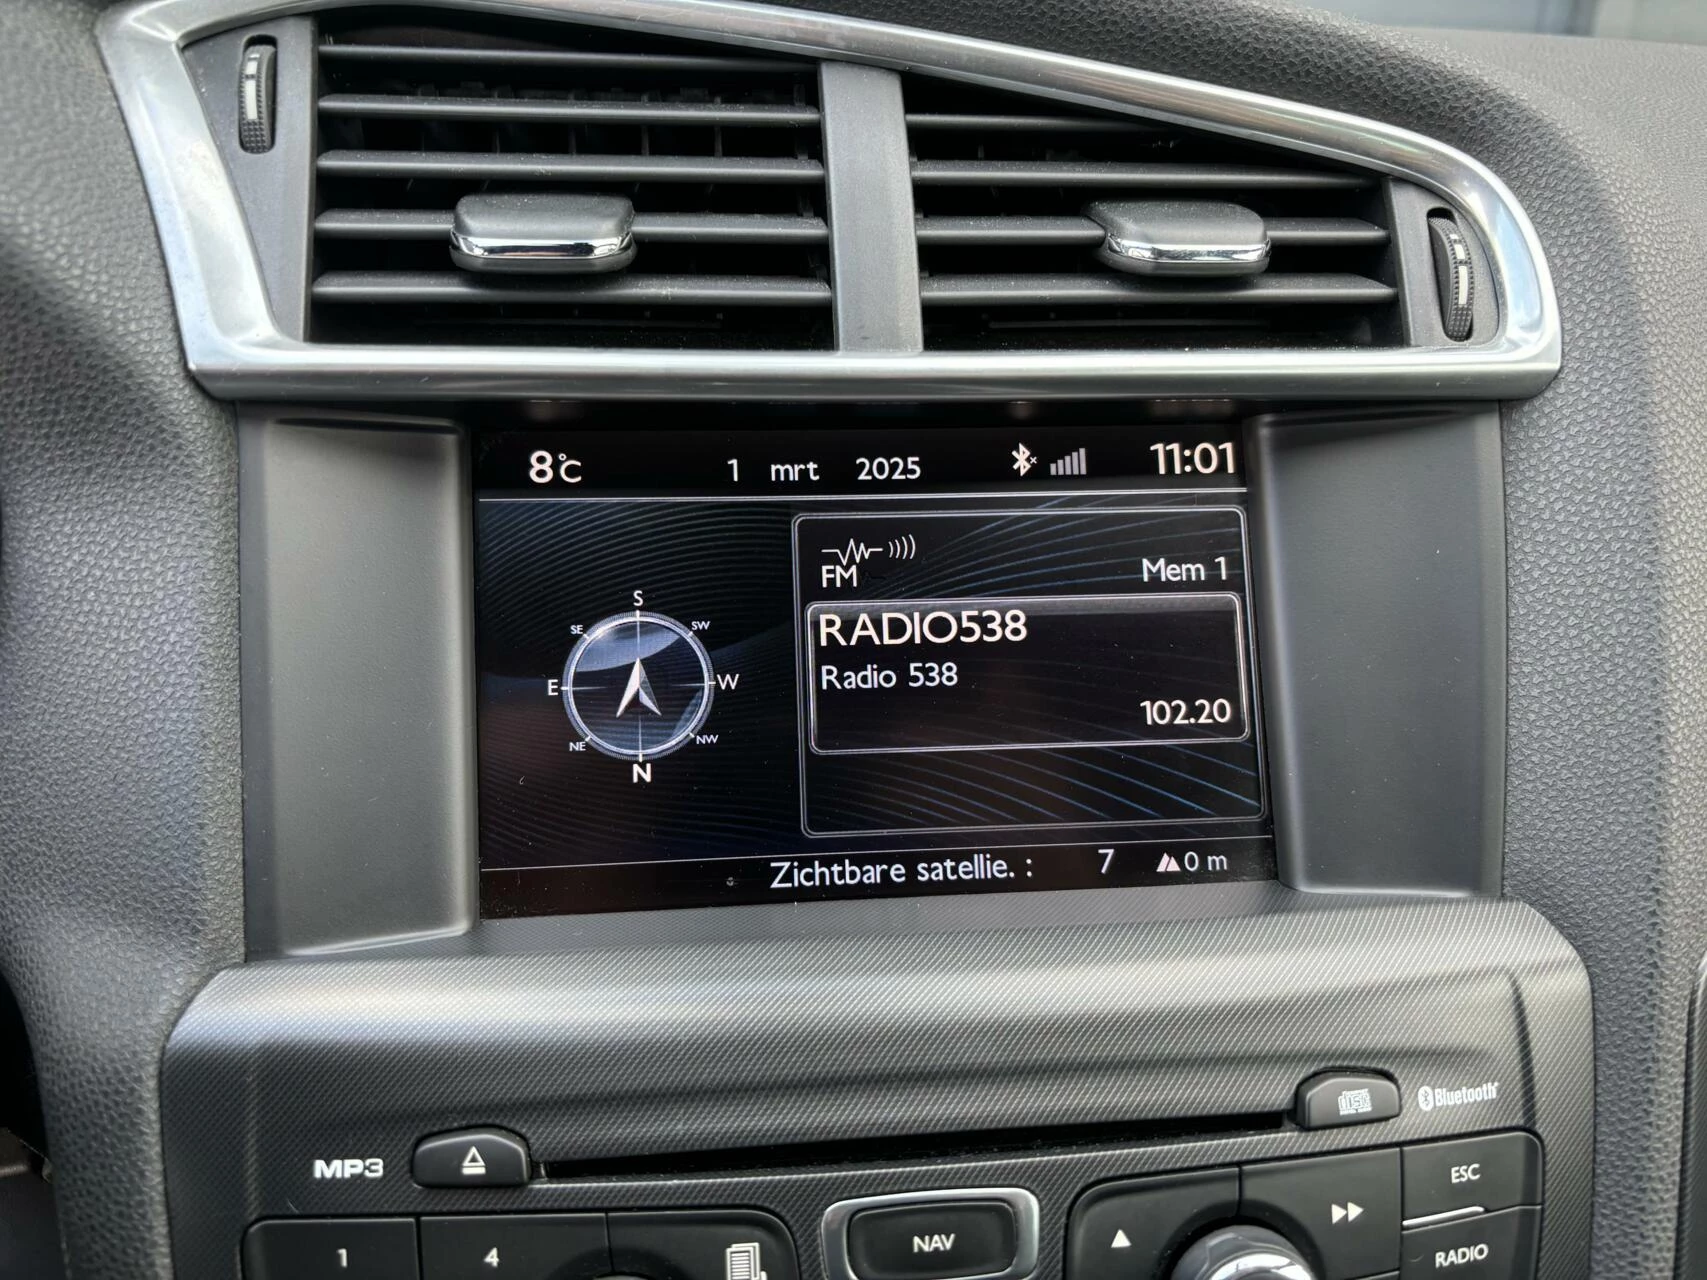 8°C 1 mrt 2025 11:01
FM
Mem 1
RADIO538
Radio 538
102.20
S
SE SW
E W
NE NW
N
Zichtbare satellie. : 7 0 m
MP3
Bluetooth
1
4
NAV
ESC
RADIO